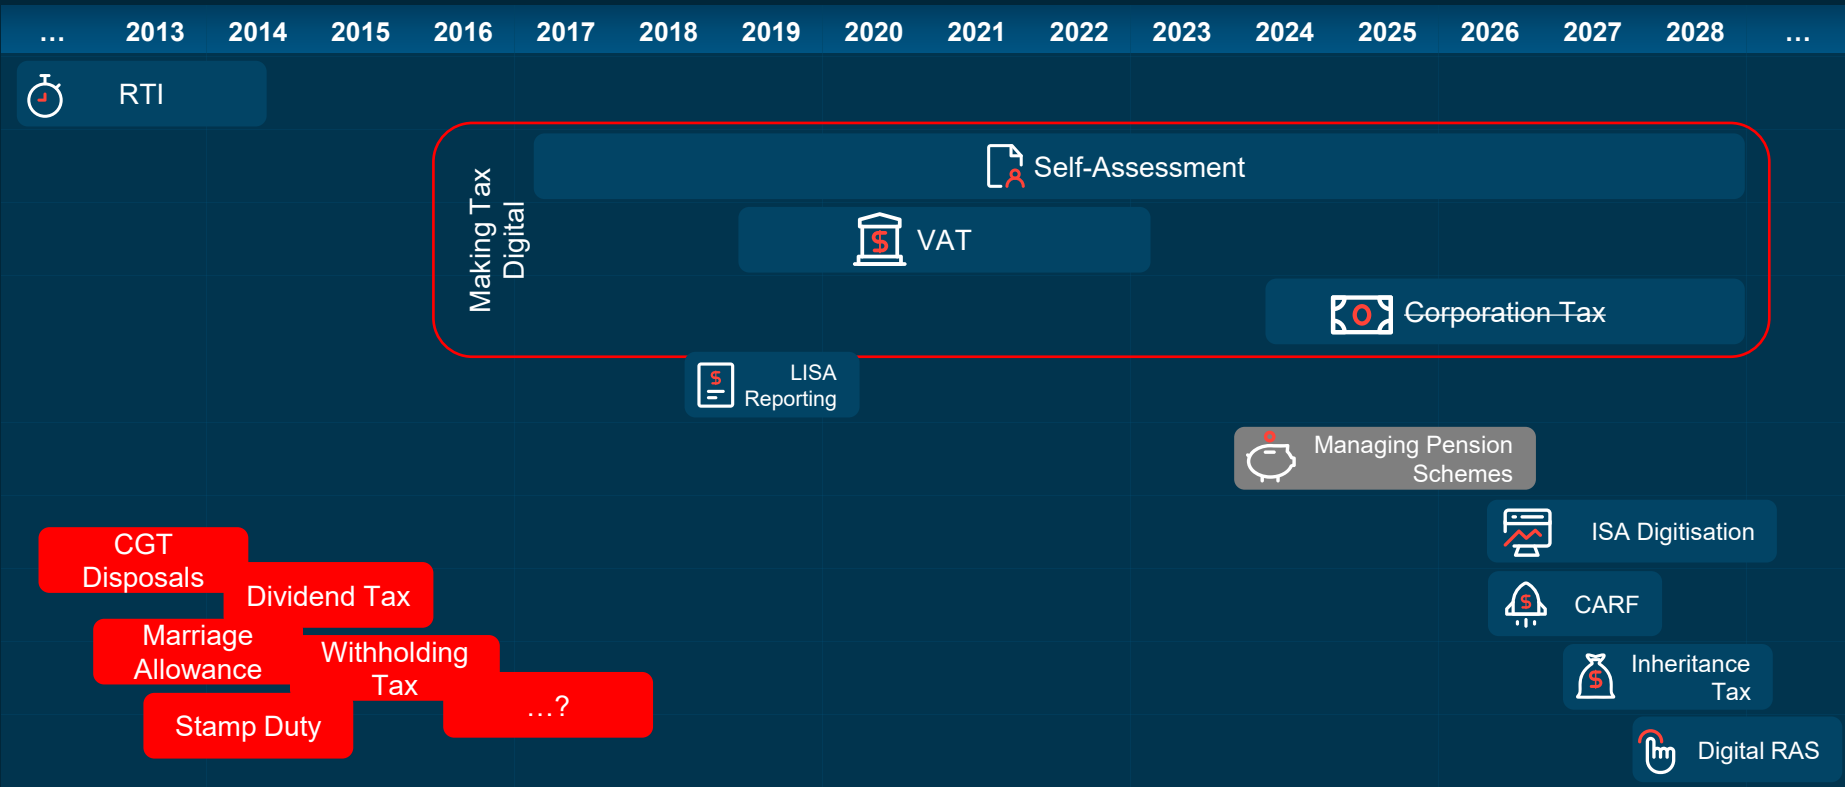 ... 2013 2014 2015 2016 2017 2018 2019 2020 2021 2022 2023 2024 2025 2026 2027 2028 ...
RTI
Making Tax
Digital
Self-Assessment
$
VAT
Corporation Tax
$
LISA
Reporting
Managing Pension
Schemes
ISA Digitisation
$
CARF
$
Inheritance
Tax
Digital RAS
CGT
Disposals
Dividend Tax
Marriage
Allowance
Withholding
Tax
Stamp Duty
...?